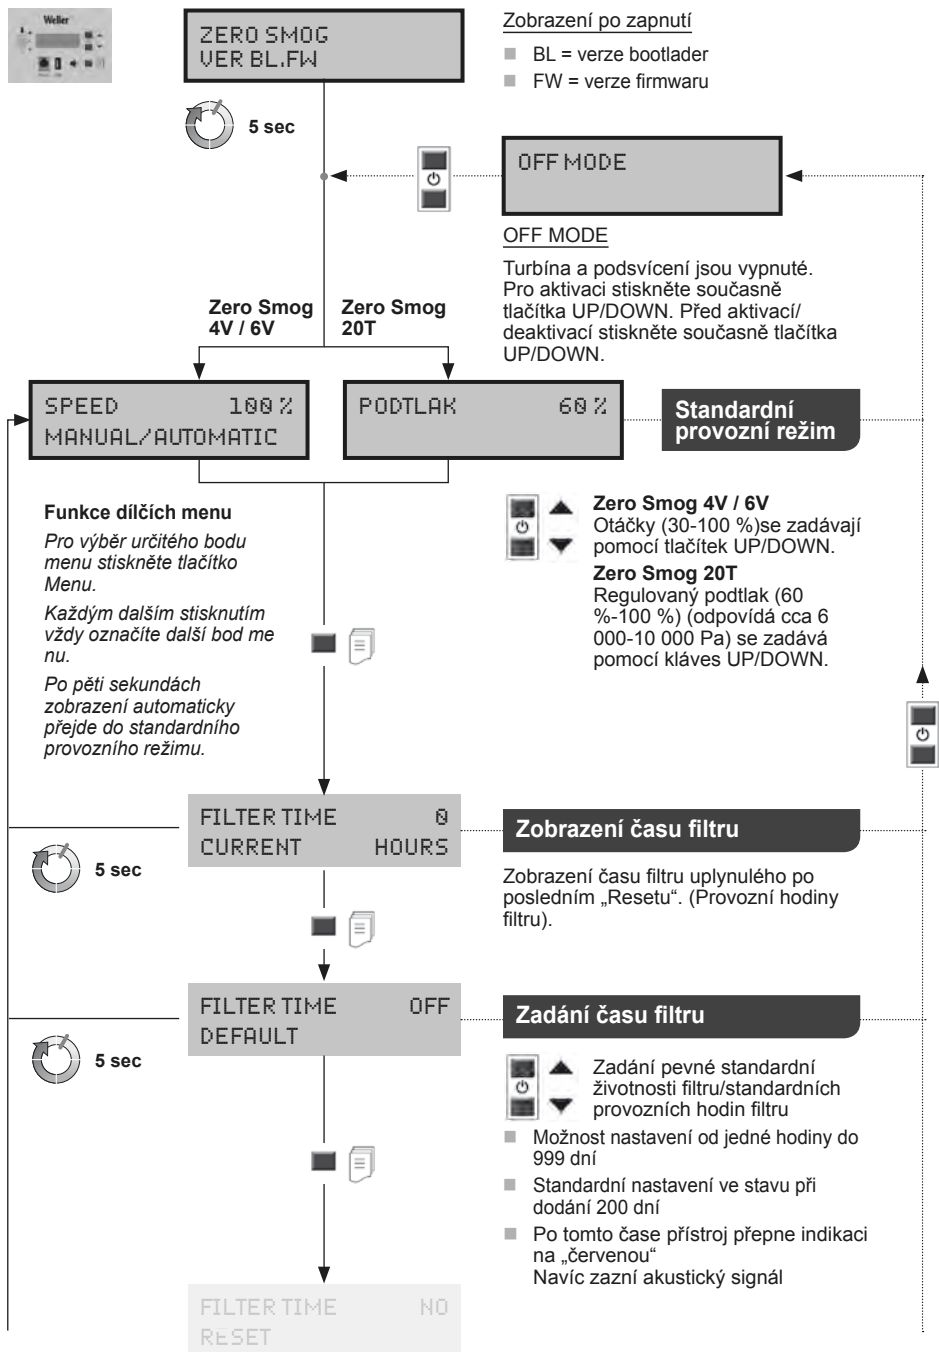 Weller
ZERO SMOG
VER BL.FW
Zobrazení po zapnutí
BL = verze bootlader
FW = verze firmwaru
5 sec
OFF MODE
OFF MODE
Turbína a podsvícení jsou vypnuté.
Pro aktivaci stiskněte současně
tlačítka UP/DOWN. Před aktivací/
deaktivací stiskněte současně tlačítka
UP/DOWN.
Zero Smog
4V / 6V
Zero Smog
20T
SPEED 100 %
MANUAL/AUTOMATIC
PODTLAK 60 %
Standardní
provozní režim
Funkce dílčích menu
Pro výběr určitého bodu
menu stiskněte tlačítko
Menu.
Každým dalším stisknutím
vždy označíte další bod me
nu.
Po pěti sekundách
zobrazení automaticky
přejde do standardního
provozního režimu.
Zero Smog 4V / 6V
Otáčky (30-100 %)se zadávají
pomocí tlačítek UP/DOWN.
Zero Smog 20T
Regulovaný podtlak (60
%-100 %) (odpovídá cca 6
000-10 000 Pa) se zadává
pomocí kláves UP/DOWN.
FILTER TIME 0
CURRENT HOURS
5 sec
Zobrazení času filtru
Zobrazení času filtru uplynulého po
posledním „Resetu“. (Provozní hodiny
filtru).
FILTER TIME OFF
DEFAULT
5 sec
Zadání času filtru
Zadání pevné standardní
životnosti filtru/standardních
provozních hodin filtru
Možnost nastavení od jedné hodiny do
999 dní
Standardní nastavení ve stavu při
dodání 200 dní
Po tomto čase přístroj přepne indikaci
na „červenou“
Navíc zazní akustický signál
FILTER TIME NO
RESET